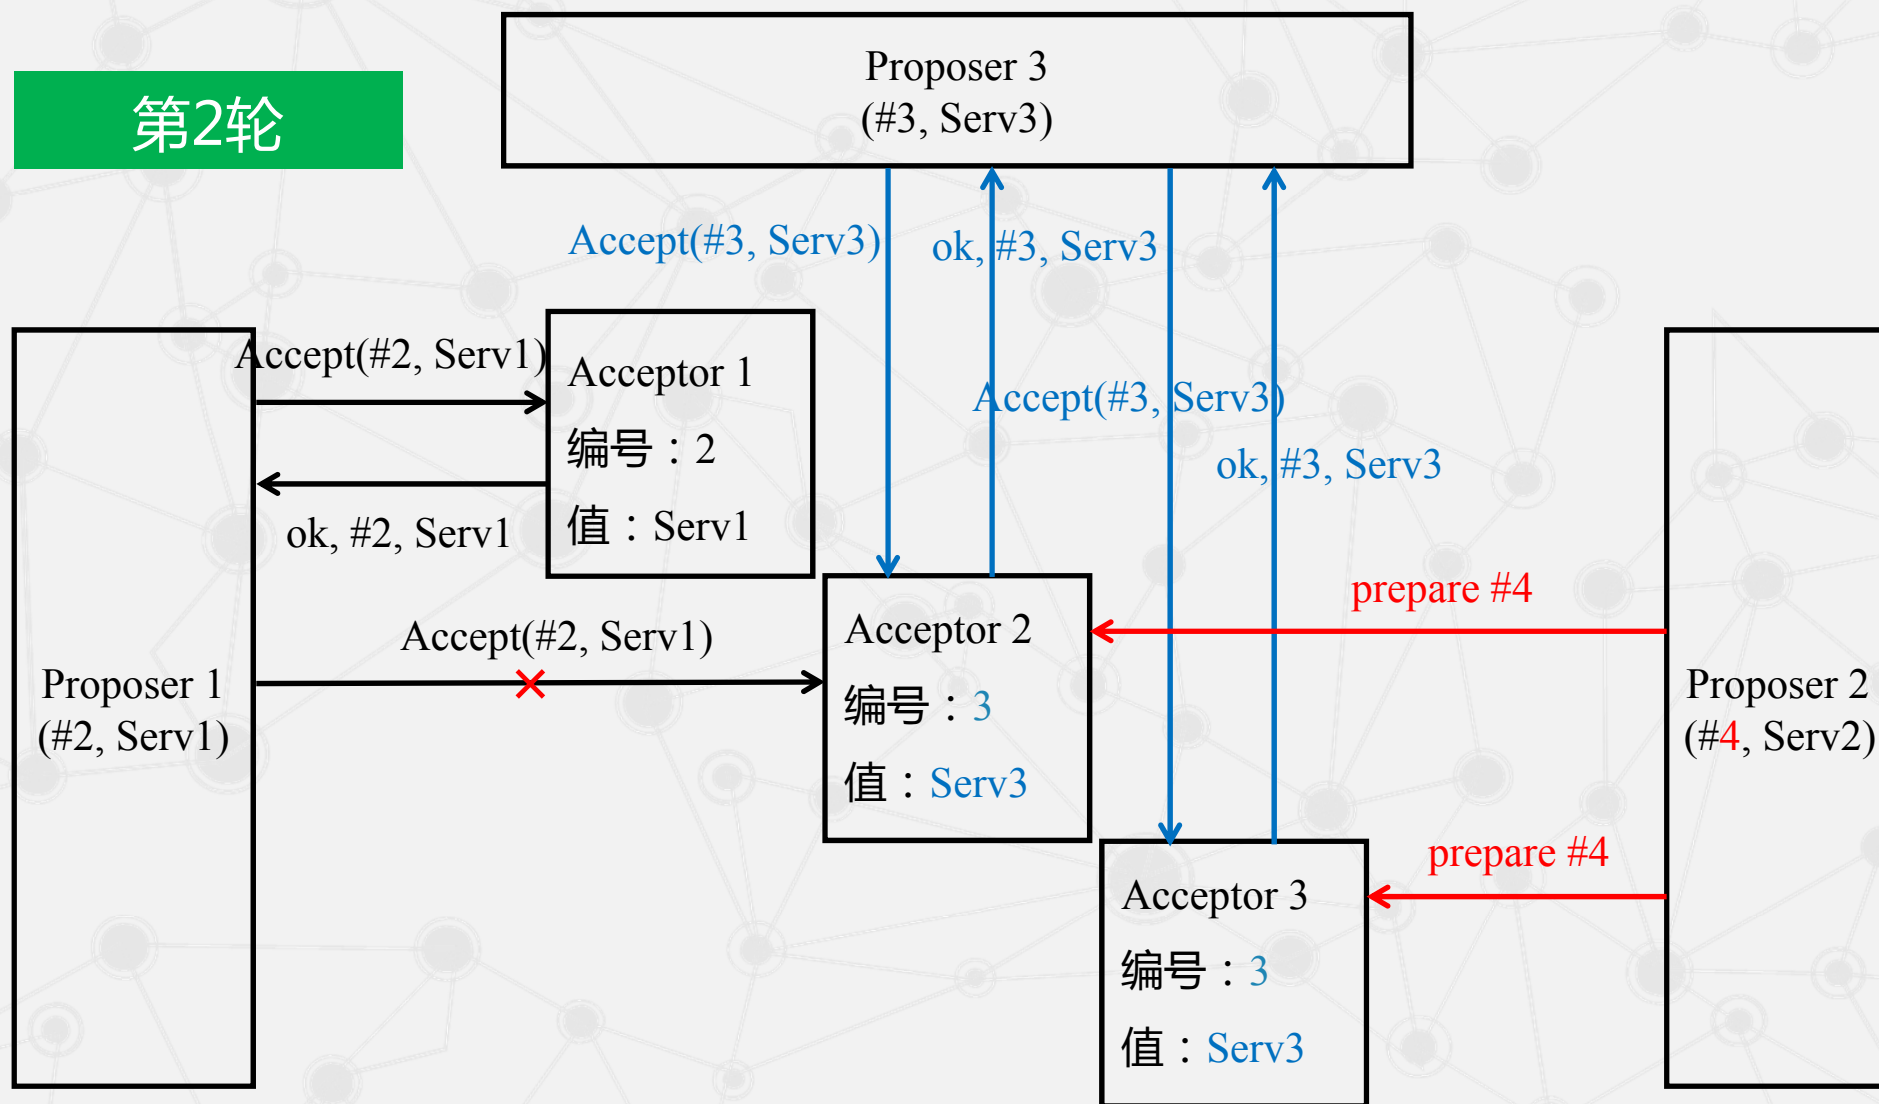 第2轮
Proposer 3
(#3, Serv3)
Accept(#3, Serv3)
ok, #3, Serv3
Accept(#2, Serv1)
Acceptor 1
编号：2
值：Serv1
ok, #2, Serv1
Accept(#3, Serv3)
ok, #3, Serv3
Accept(#2, Serv1)
Proposer 1
(#2, Serv1)
Acceptor 2
编号：3
值：Serv3
prepare #4
Proposer 2
(#4, Serv2)
prepare #4
Acceptor 3
编号：3
值：Serv3